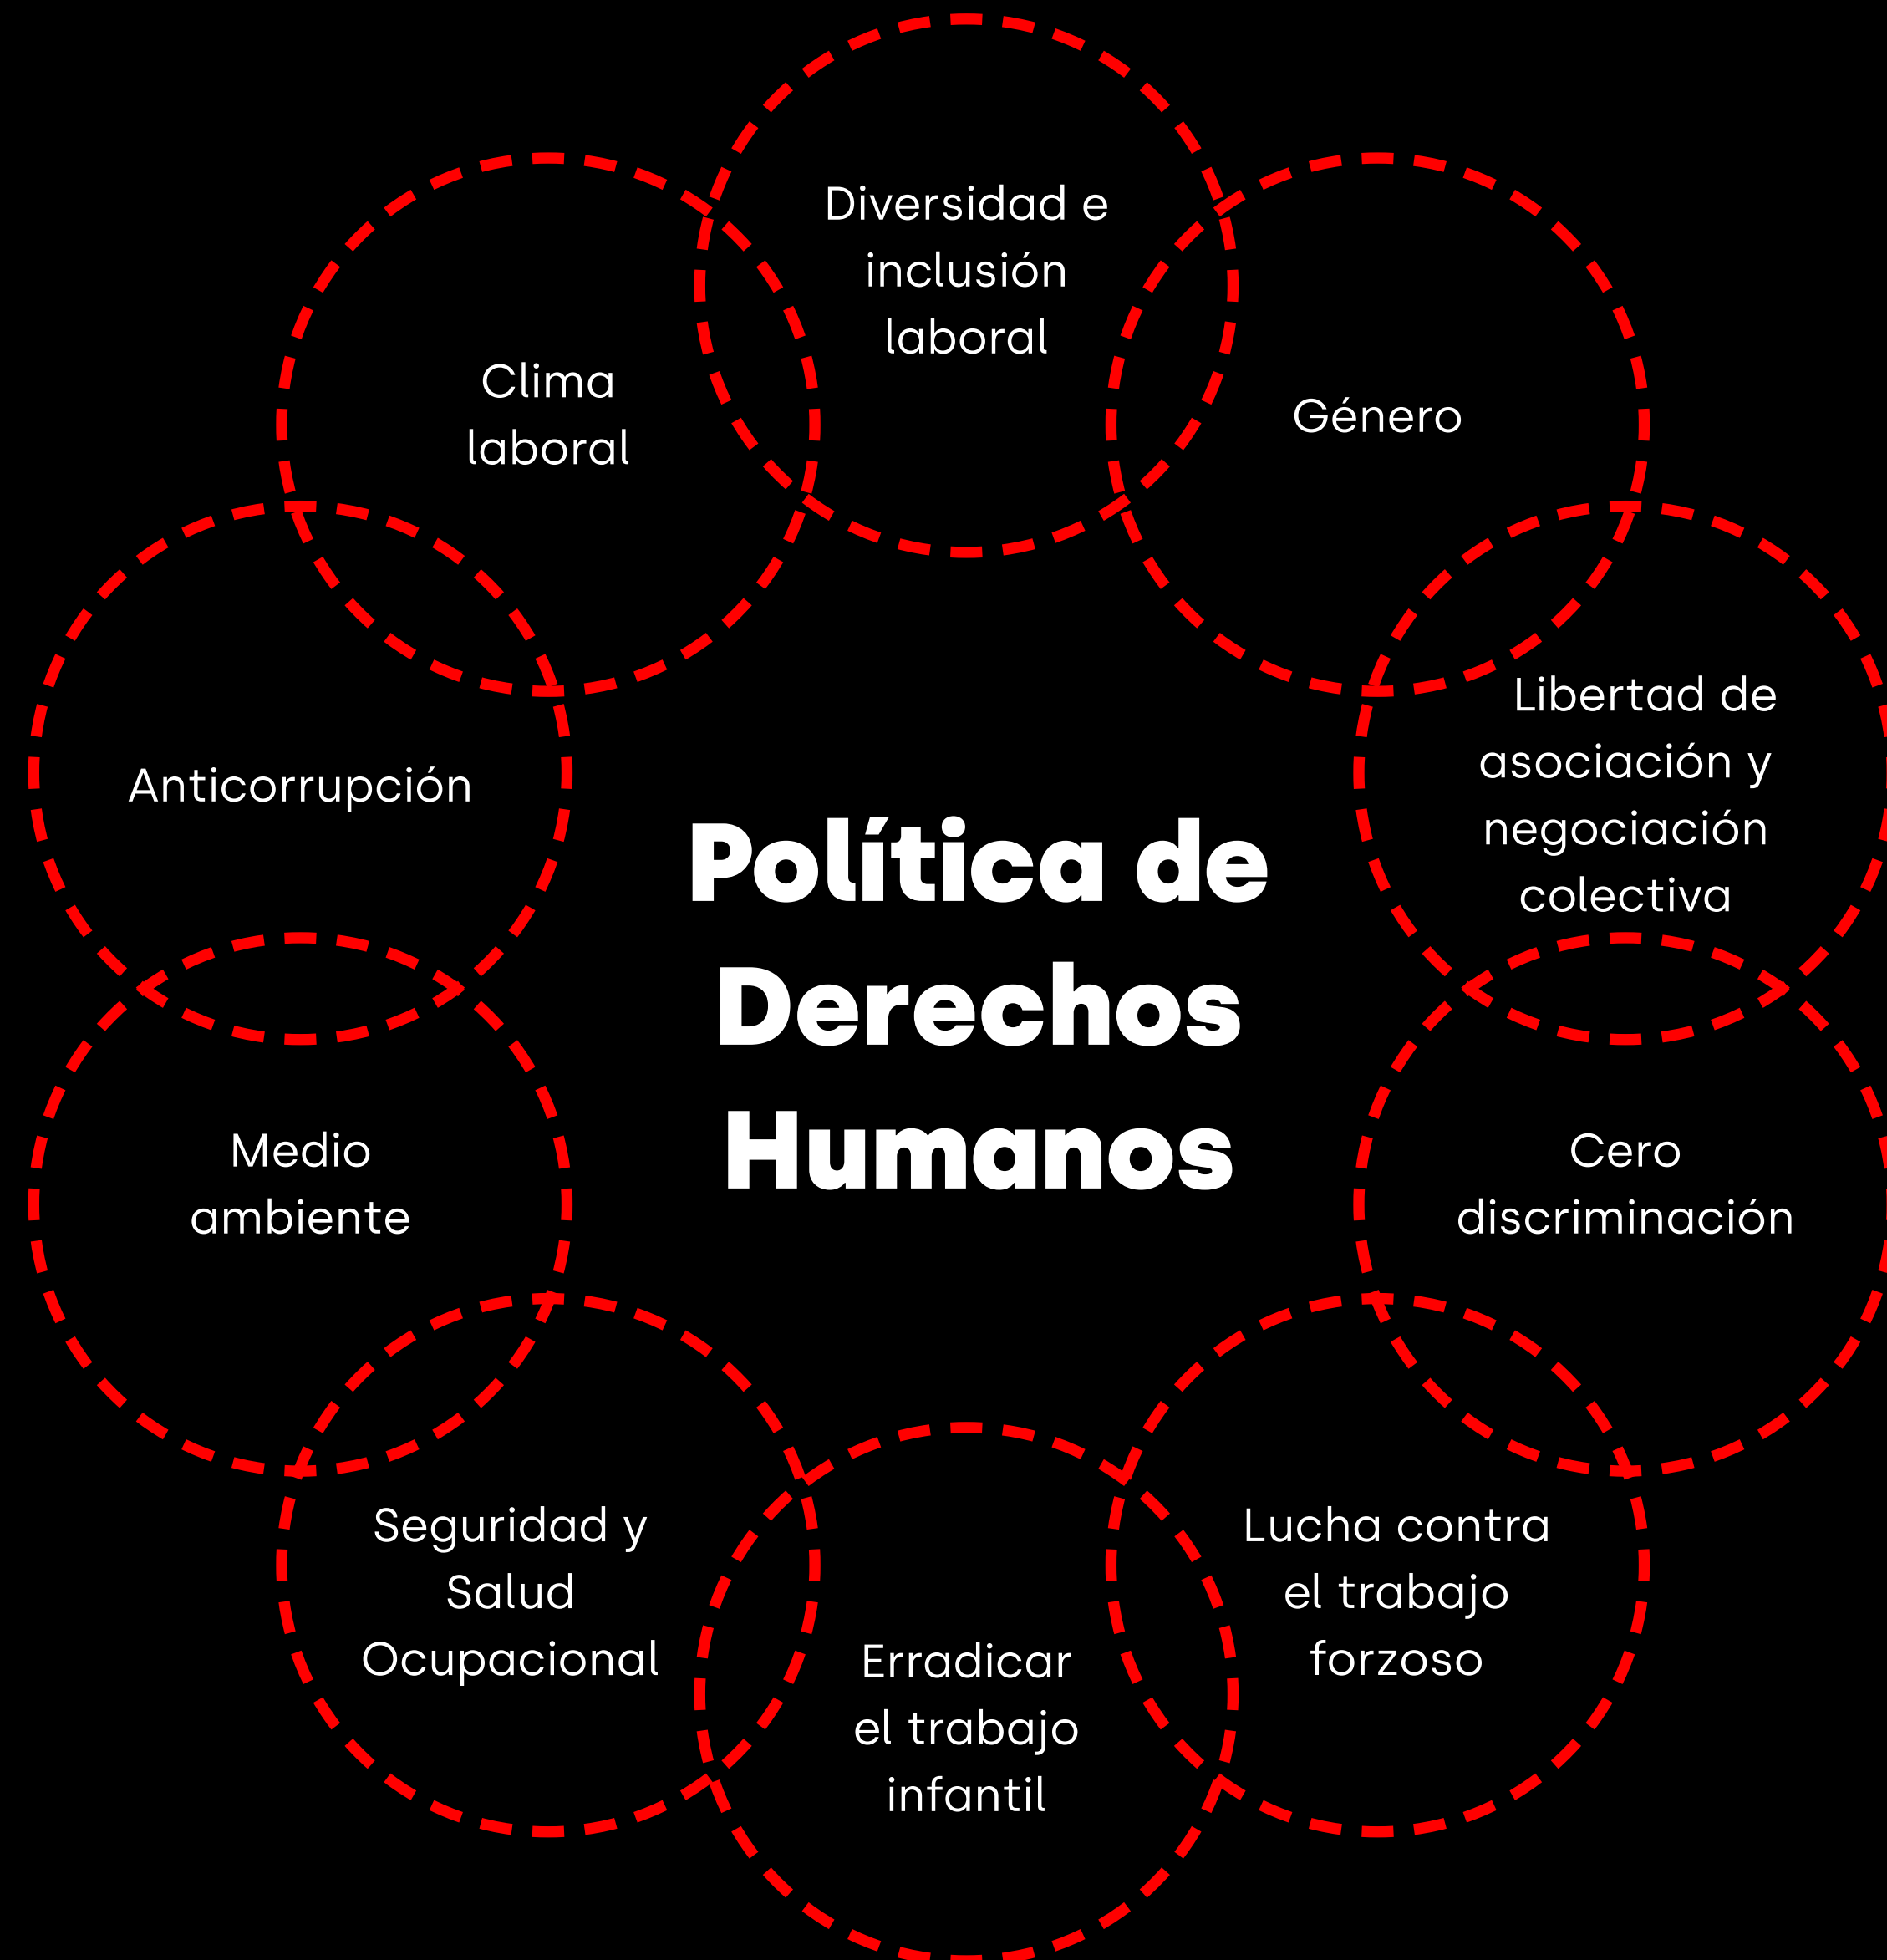 Diversidad e
inclusión
laboral
Clima
laboral
Género
Anticorrupción
Libertad de
asociación y
negociación
colectiva
Política de
Derechos
Humanos
Medio
ambiente
Cero
discriminación
Seguridad y
Salud
Ocupacional
Lucha contra
el trabajo
forzoso
Erradicar
el trabajo
infantil